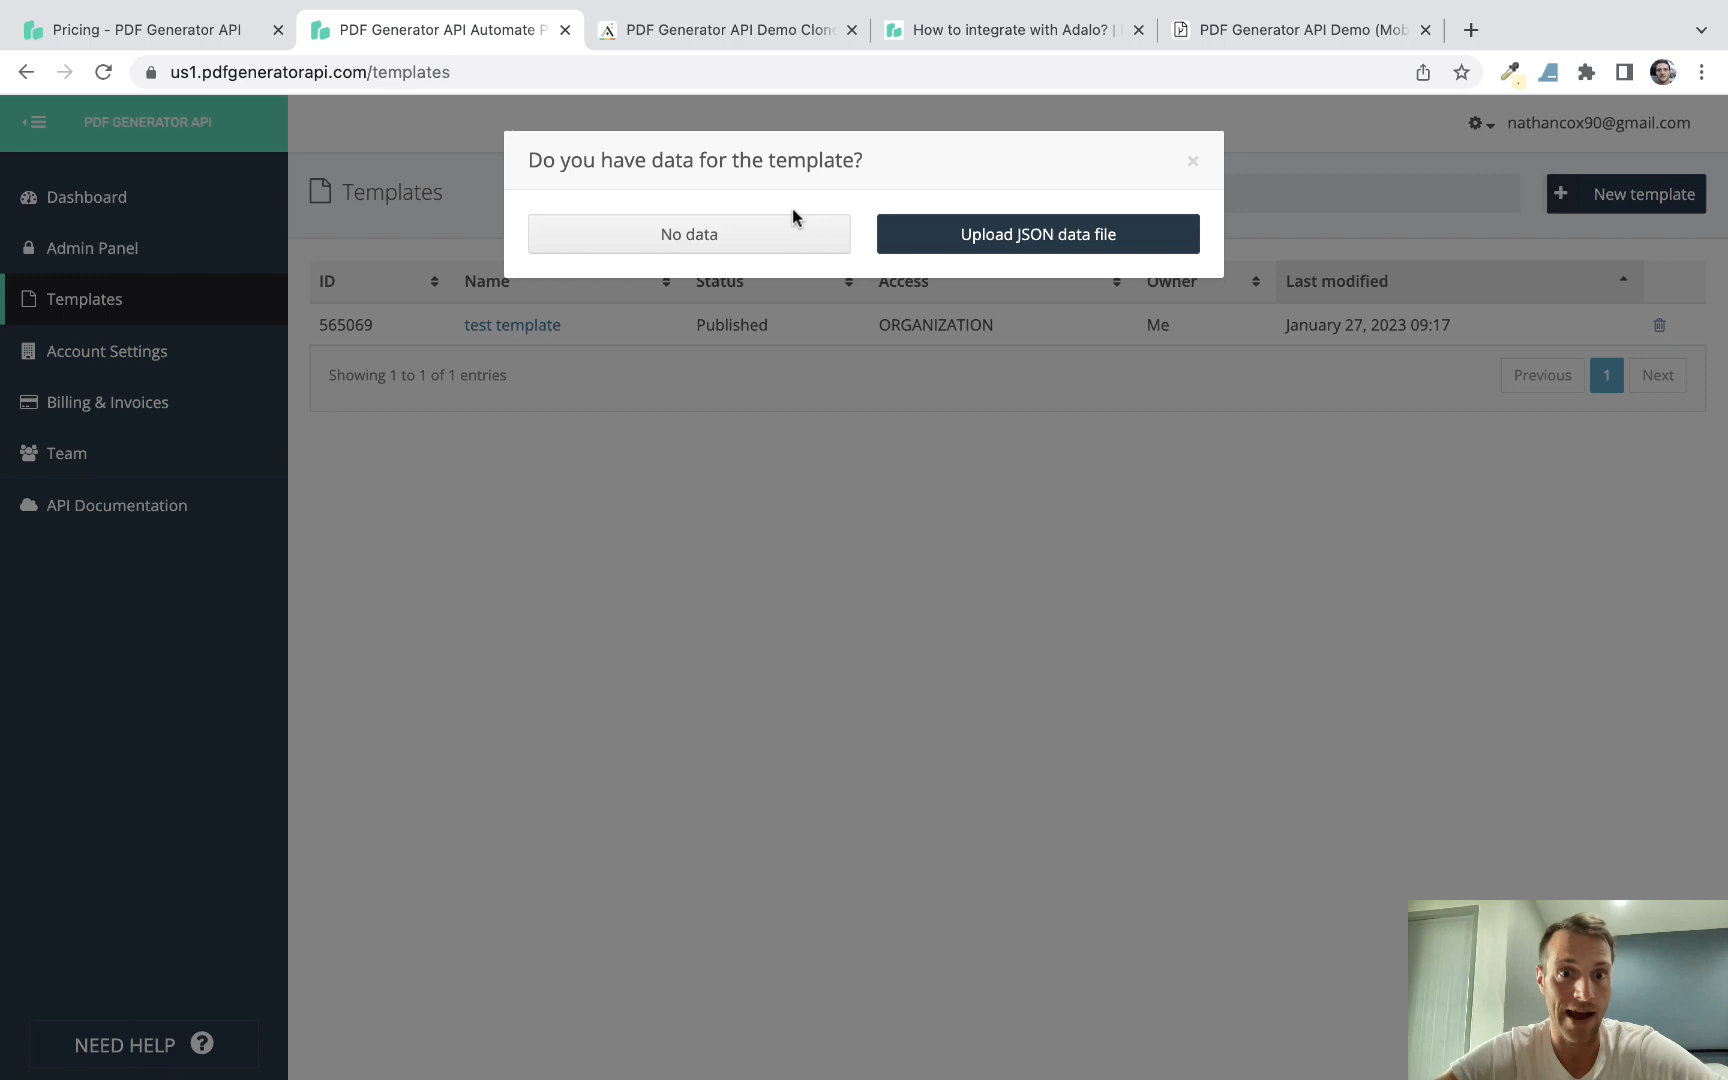 Pricing - PDF Generator API
PDF Generator API Automate P
PDF Generator API Demo Clon
How to integrate with Adalo? |
PDF Generator API Demo (Mob
us1.pdfgeneratorapi.com/templates
PDF GENERATOR API
nathancox90@gmail.com
Do you have data for the template?
Templates
New template
No data
Upload JSON data file
Dashboard
Admin Panel
Templates
Account Settings
Billing & Invoices
Team
API Documentation
ID Name Status Access Owner Last modified
565069 test template Published ORGANIZATION Me January 27, 2023 09:17
Showing 1 to 1 of 1 entries
Previous 1 Next
NEED HELP ?